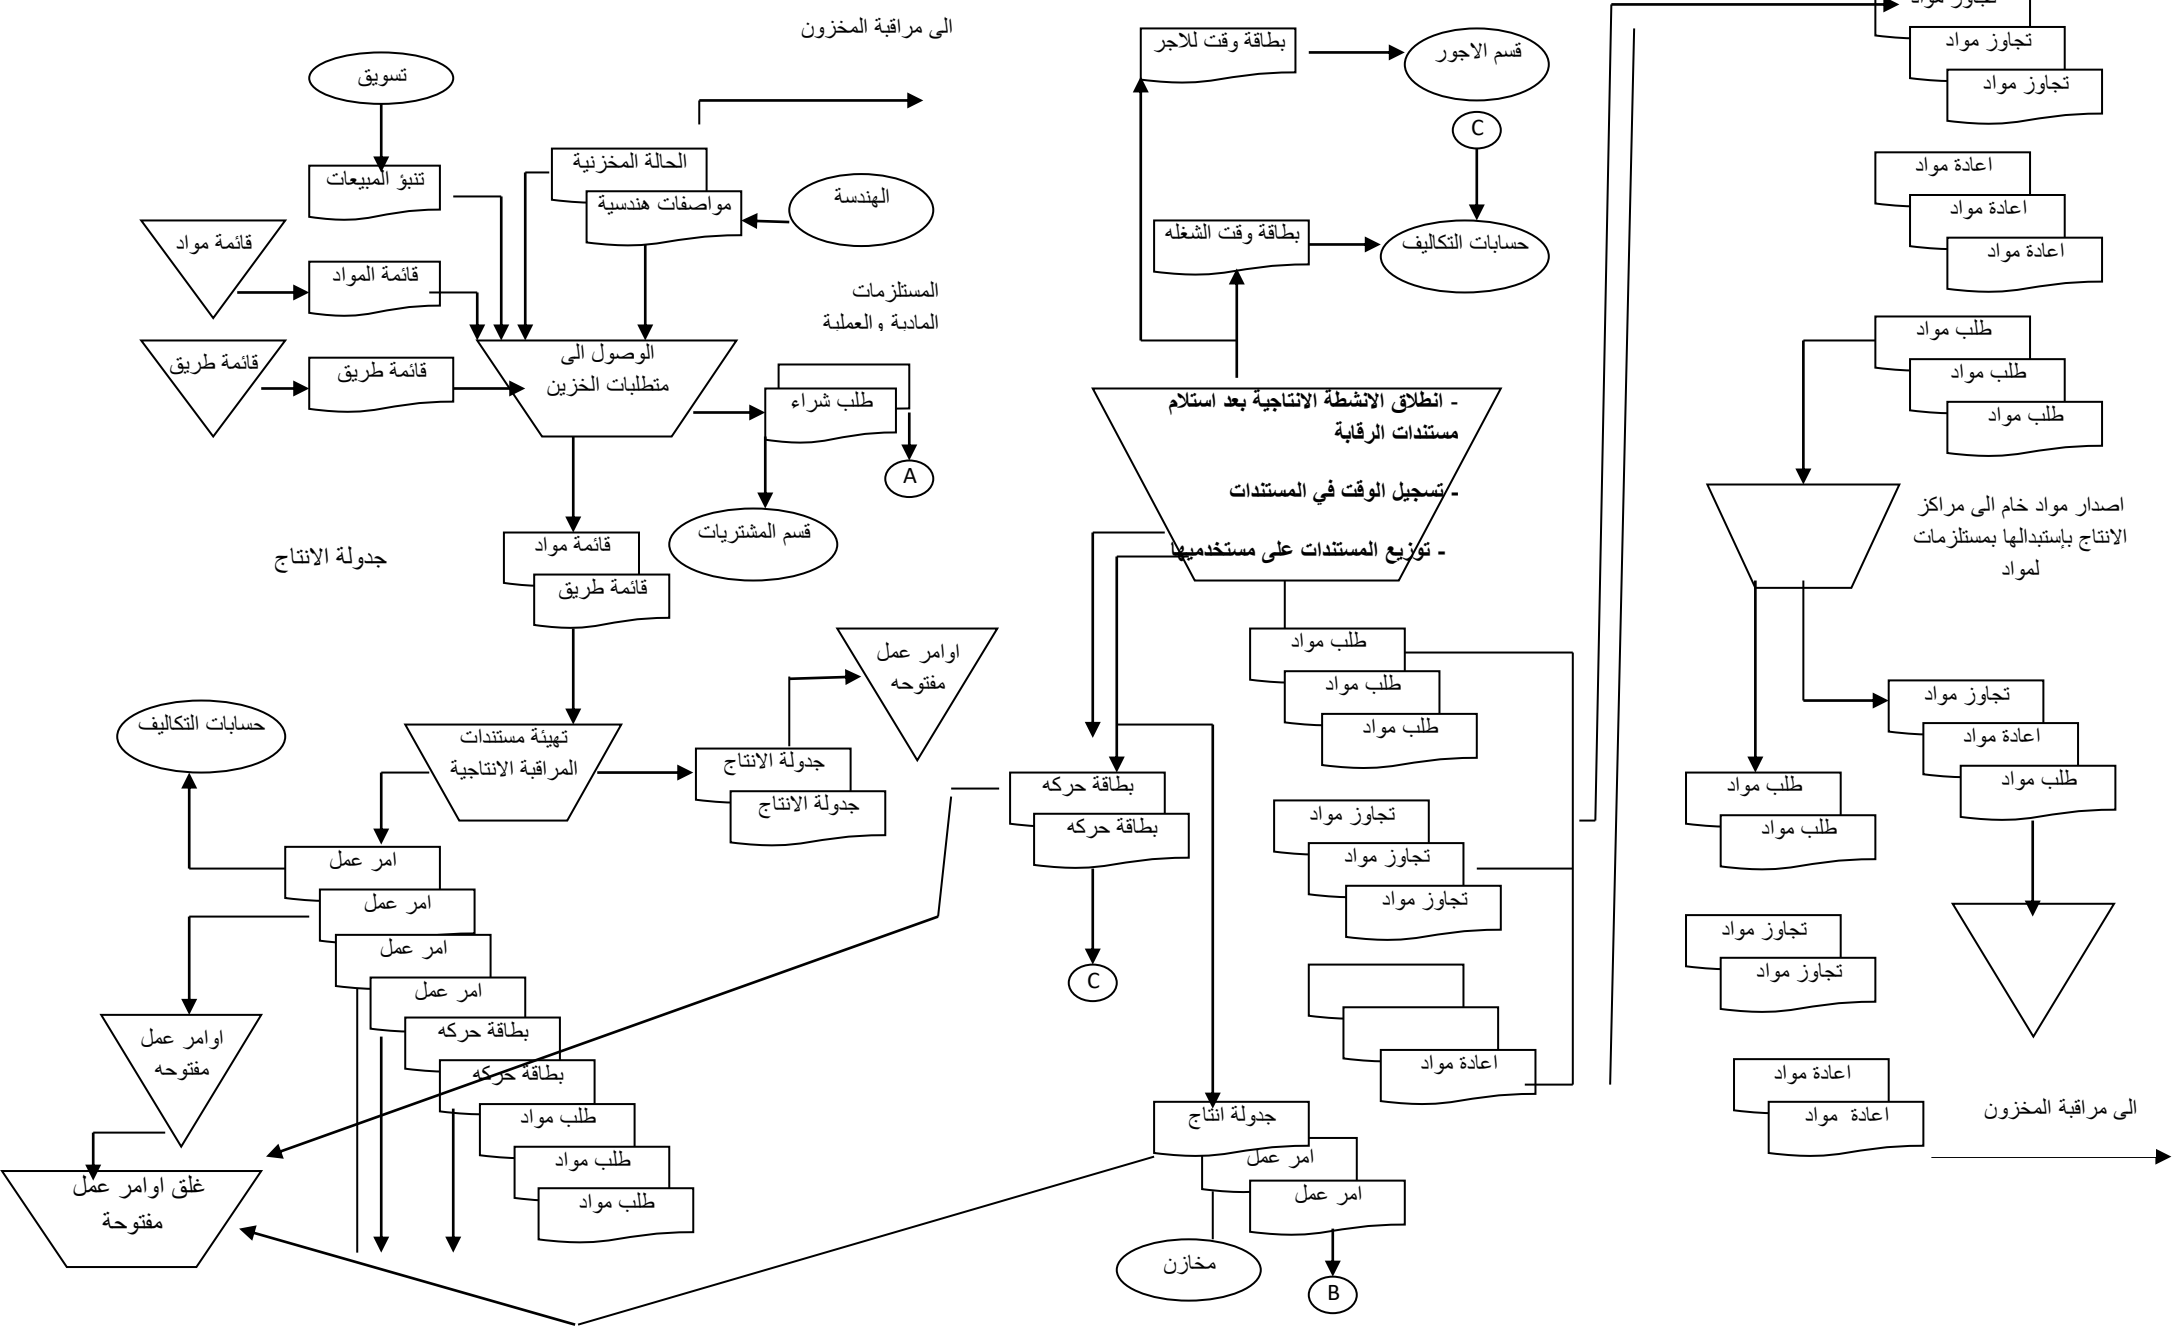 الى مراقبة المخزون
تسويق
تنبؤ المبيعات
الحالة المخزنية
مواصفات هندسية
الهندسة
قائمة مواد
قائمة المواد
المستلزمات
المادية والعملية
قائمة طريق
قائمة طريق
الوصول الى
متطلبات الخزين
طلب شراء
A
قسم المشتريات
جدولة الانتاج
قائمة مواد
قائمة طريق
اوامر عمل
مفتوحه
حسابات التكاليف
تهيئة مستندات
المراقبة الانتاجية
جدولة الانتاج
جدولة الانتاج
امر عمل
امر عمل
امر عمل
امر عمل
بطاقة حركه
بطاقة حركه
طلب مواد
طلب مواد
طلب مواد
اوامر عمل
مفتوحه
غلق اوامر عمل
مفتوحة
بطاقة وقت للاجر
قسم الاجور
C
بطاقة وقت الشغله
حسابات التكاليف
- انطلاق الانشطة الانتاجية بعد استلام
مستندات الرقابة
- تسجيل الوقت في المستندات
- توزيع المستندات على مستخدميها
طلب مواد
طلب مواد
طلب مواد
بطاقة حركه
بطاقة حركه
C
تجاوز مواد
تجاوز مواد
تجاوز مواد
اعادة مواد
جدولة انتاج
امر عمل
امر عمل
مخازن
B
تجاوز مواد
تجاوز مواد
تجاوز مواد
اعادة مواد
اعادة مواد
اعادة مواد
طلب مواد
طلب مواد
طلب مواد
اصدار مواد خام الى مراكز
الانتاج بإستبدالها بمستلزمات
لمواد
تجاوز مواد
اعادة مواد
طلب مواد
طلب مواد
طلب مواد
تجاوز مواد
تجاوز مواد
اعادة مواد
اعادة مواد
الى مراقبة المخزون